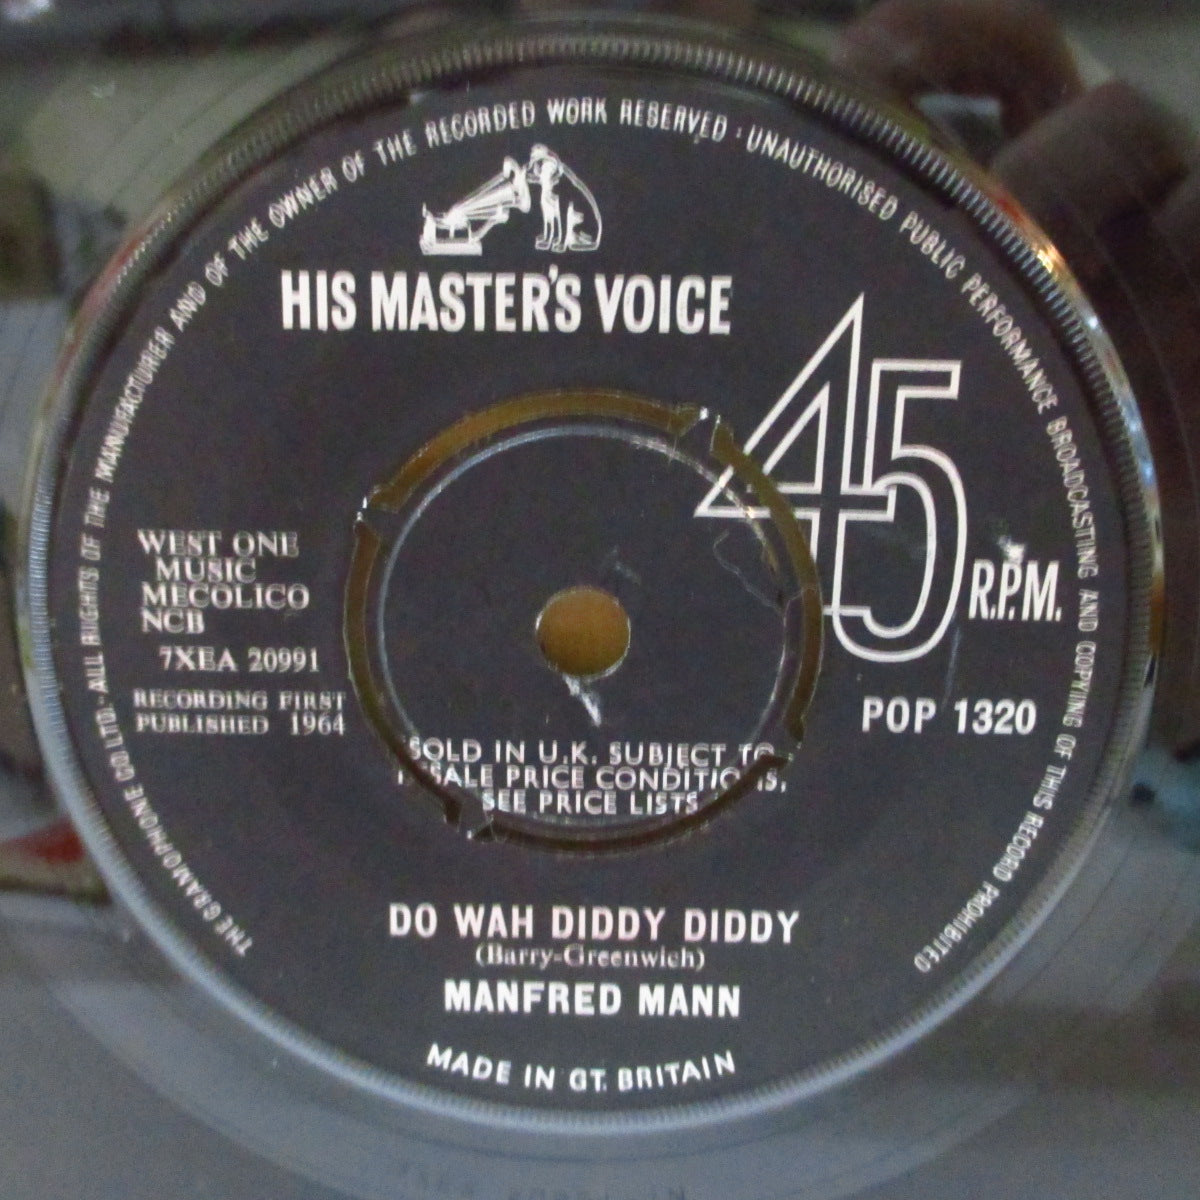 THE GRAMOPHONE CO LTD.-ALL RIGHTS OF THE MANUFACTURER AND OF THE OWNER OF THE RECORDED WORK RESERVED : UNAUTHORISED PUBLIC PERFORMANCE BROADCASTING AND COPYING OF THIS RECORD PROHIBITED
HIS MASTER'S VOICE
45
R.P.M.
WEST ONE
MUSIC
MECOLICO
NCB
7XEA 20991
RECORDING FIRST
PUBLISHED 1964
POP 1320
SOLD IN U.K. SUBJECT TO
RESALE PRICE CONDITIONS,
SEE PRICE LISTS
DO WAH DIDDY DIDDY
(Barry-Greenwich)
MANFRED MANN
MADE IN GT. BRITAIN